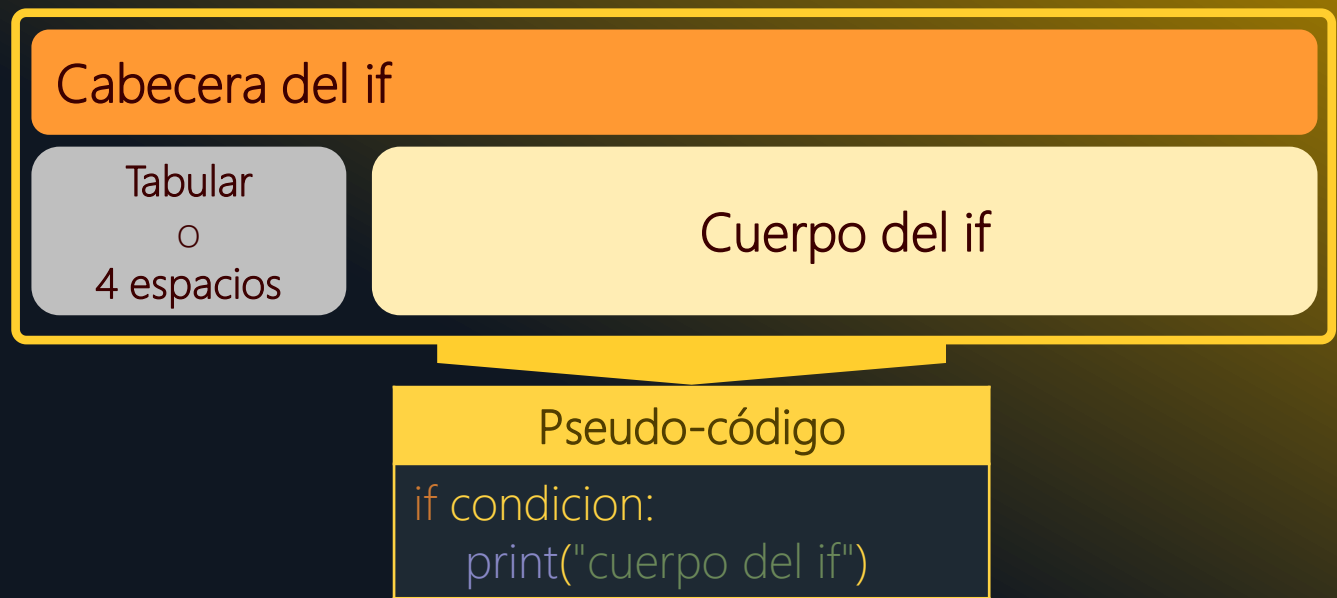 Cabecera del if
Tabular
o
4 espacios
Cuerpo del if
Pseudo-código
if condicion:
print("cuerpo del if")